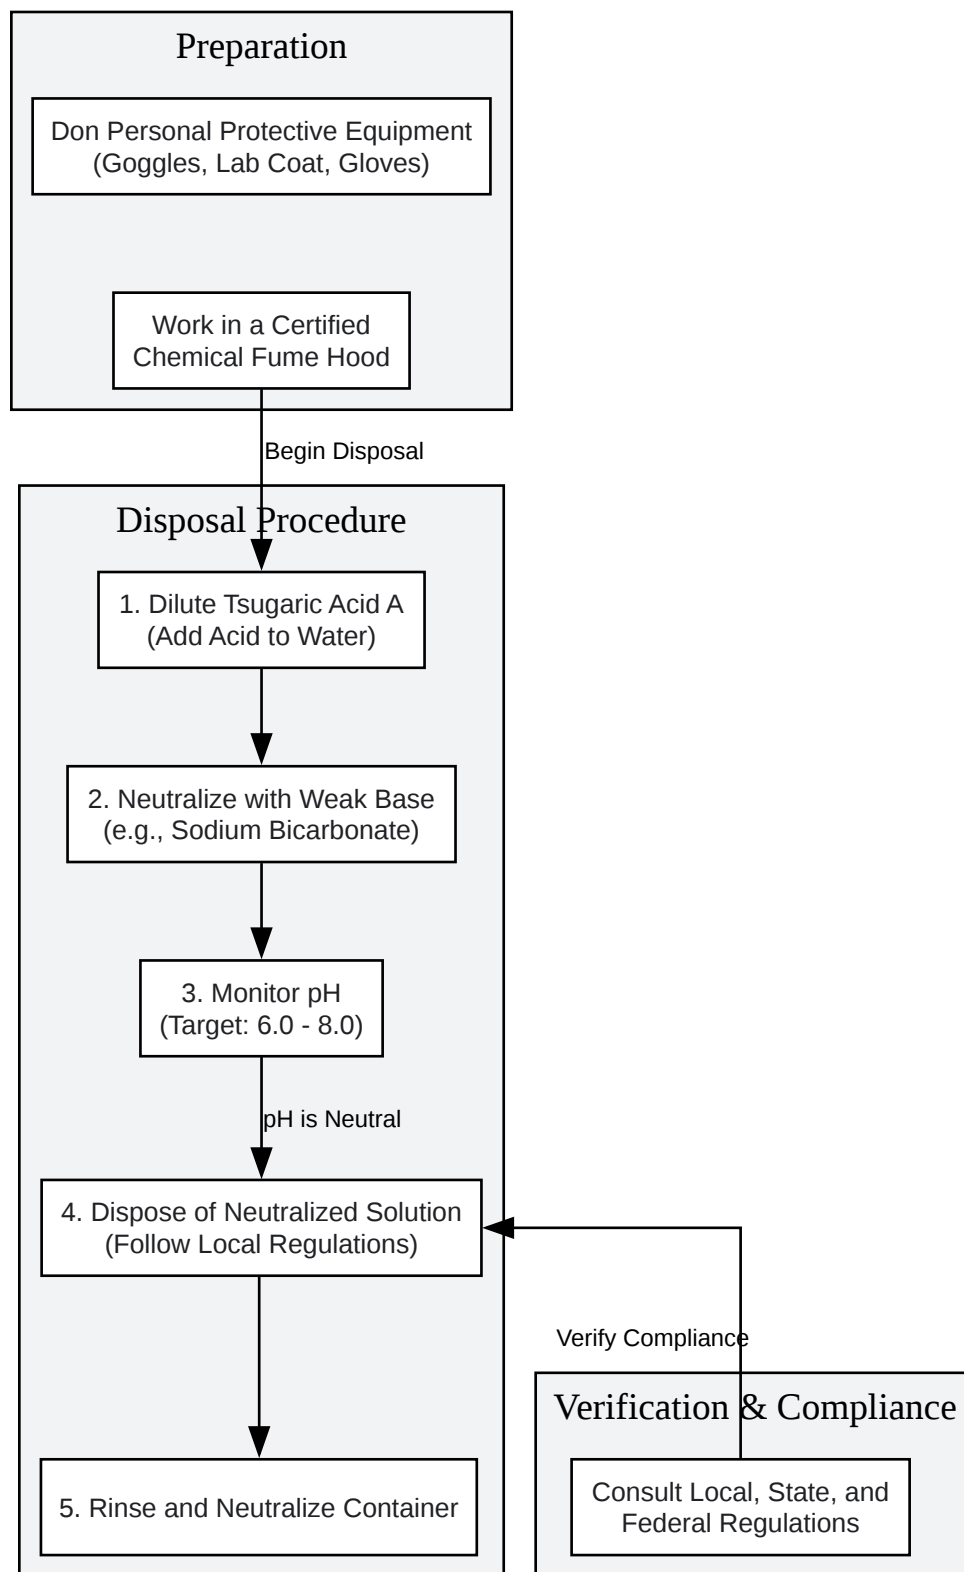 Preparation
Don Personal Protective Equipment
(Goggles, Lab Coat, Gloves)
Work in a Certified
Chemical Fume Hood
Begin Disposal
Disposal Procedure
1. Dilute Tsugaric Acid A
(Add Acid to Water)
2. Neutralize with Weak Base
(e.g., Sodium Bicarbonate)
3. Monitor pH
(Target: 6.0 - 8.0)
pH is Neutral
4. Dispose of Neutralized Solution
(Follow Local Regulations)
5. Rinse and Neutralize Container
Verify Compliance
Verification & Compliance
Consult Local, State, and
Federal Regulations